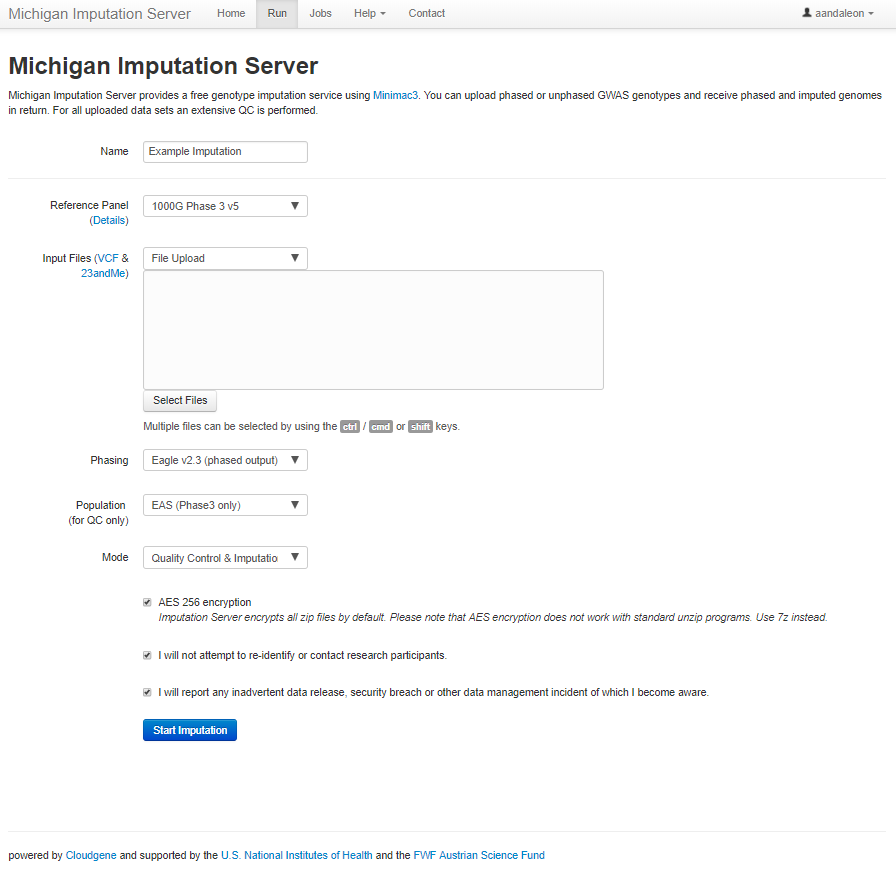 Michigan Imputation Server Home Run Jobs Help Contact aandaleon
Michigan Imputation Server
Michigan Imputation Server provides a free genotype imputation service using Minimac3. You can upload phased or unphased GWAS genotypes and receive phased and imputed genomes
in return. For all uploaded data sets an extensive QC is performed.
Name Example Imputation
Reference Panel 1000G Phase 3 v5
(Details)
Input Files (VCF & File Upload
23andMe)
Select Files
Multiple files can be selected by using the ctrl / cmd or shift keys.
Phasing Eagle v2.3 (phased output)
Population EAS (Phase3 only)
(for QC only)
Mode Quality Control & Imputatio
AES 256 encryption
Imputation Server encrypts all zip files by default. Please note that AES encryption does not work with standard unzip programs. Use 7z instead.
I will not attempt to re-identify or contact research participants.
I will report any inadvertent data release, security breach or other data management incident of which I become aware.
Start Imputation
powered by Cloudgene and supported by the U.S. National Institutes of Health and the FWF Austrian Science Fund